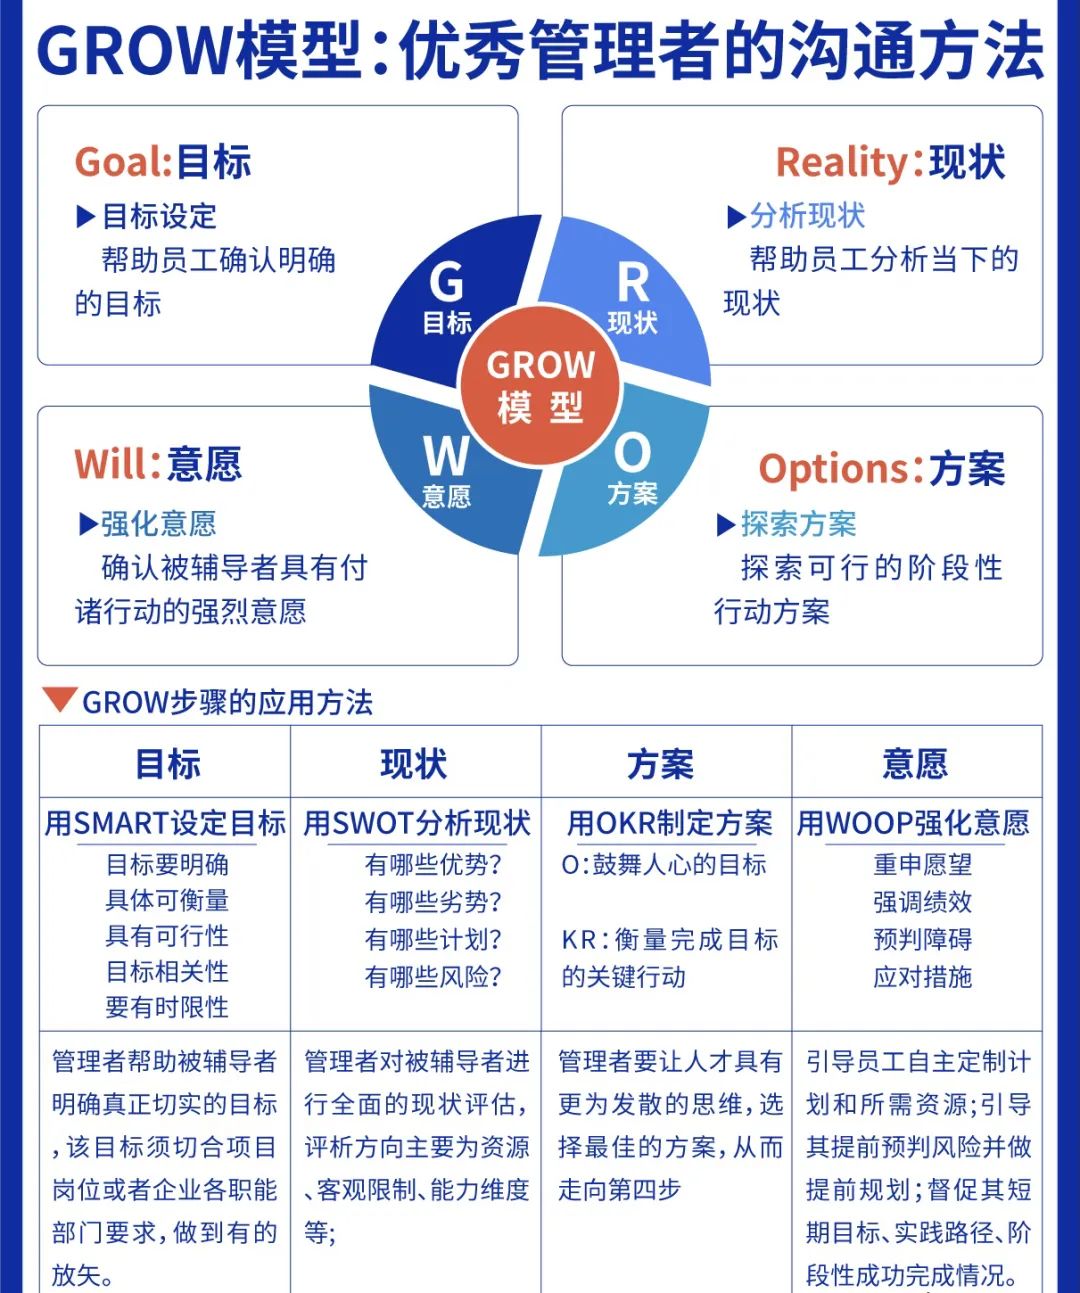 GROW模型:优秀管理者的沟通方法
Goal:目标
▶目标设定
帮助员工确认明确
的目标
Reality:现状
▶分析现状
帮助员工分析当下的
现状
G
目标
R
现状
GROW
模 型
W
意愿
O
方案
Will:意愿
▶强化意愿
确认被辅导者具有付
诸行动的强烈意愿
Options:方案
▶探索方案
探索可行的阶段性
行动方案
▼GROW步骤的应用方法
目标
现状
方案
意愿
用SMART设定目标
目标要明确
具体可衡量
具有可行性
目标相关性
要有时限性
用SWOT分析现状
有哪些优势?
有哪些劣势?
有哪些计划?
有哪些风险?
用OKR制定方案
O:鼓舞人心的目标
KR:衡量完成目标
的关键行动
用WOOP强化意愿
重申愿望
强调绩效
预判障碍
应对措施
管理者帮助被辅导者
明确真正切实的目标
,该目标须切合项目
岗位或者企业各职能
部门要求,做到有的
放矢。
管理者对被辅导者进
行全面的现状评估,
评析方向主要为资源
、客观限制、能力维度
等;
管理者要让人才具有
更为发散的思维,选
择最佳的方案,从而
走向第四步
引导员工自主定制计
划和所需资源;引导
其提前预判风险并做
提前规划;督促其短
期目标、实践路径、阶
段性成功完成情况。